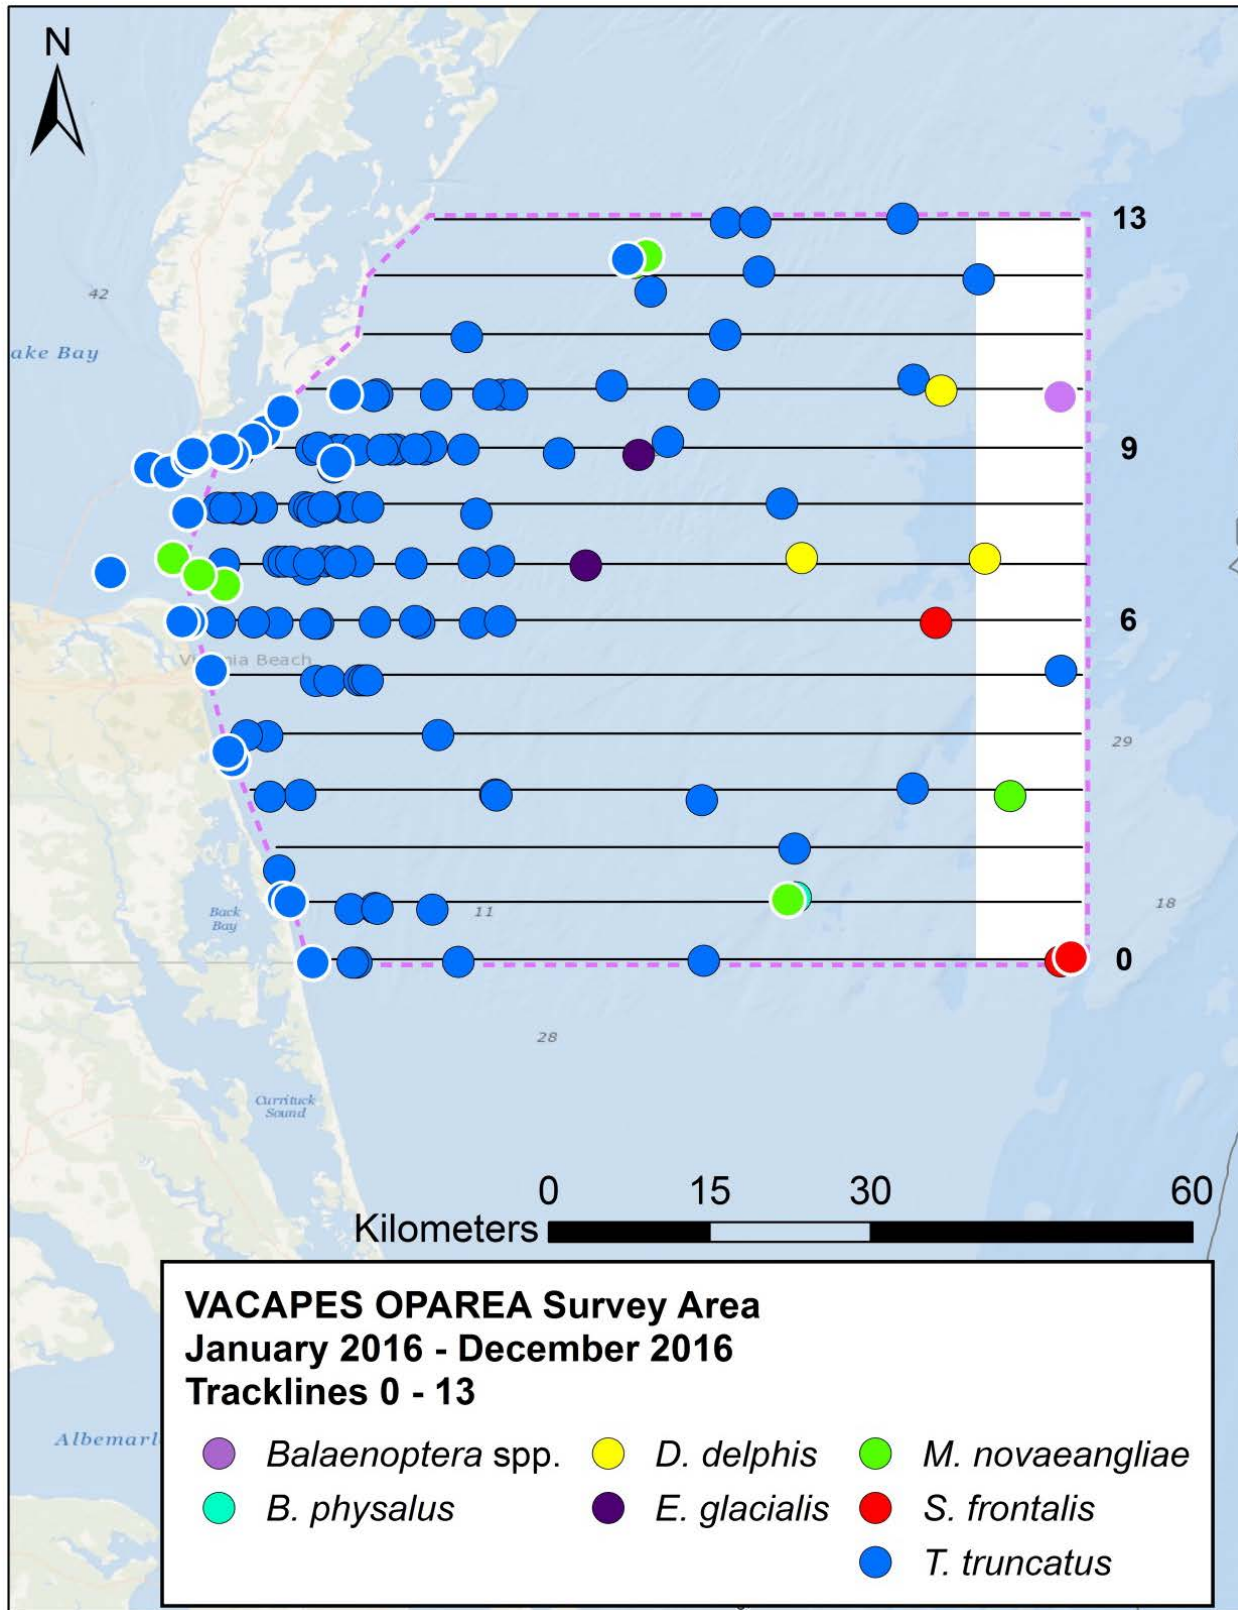 N
13
42
ake Bay
9
6
Virginia Beach
29
Back
Bay
11
18
0
28
Currituck
Sound
0 15 30 60
Kilometers
VACAPES OPAREA Survey Area
January 2016 - December 2016
Tracklines 0 - 13
Balaenoptera spp. D. delphis M. novaeangliae
B. physalus E. glacialis S. frontalis
T. truncatus
Albemarl